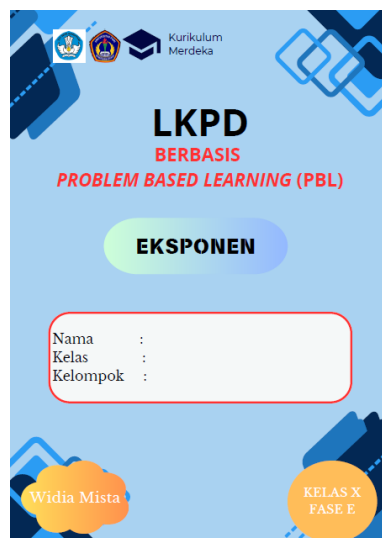 Kurikulum
Merdeka
LKPD
BERBASIS
PROBLEM BASED LEARNING (PBL)
EKSPONEN
Nama :
Kelas :
Kelompok :
Widia Mista
KELAS X
FASE E